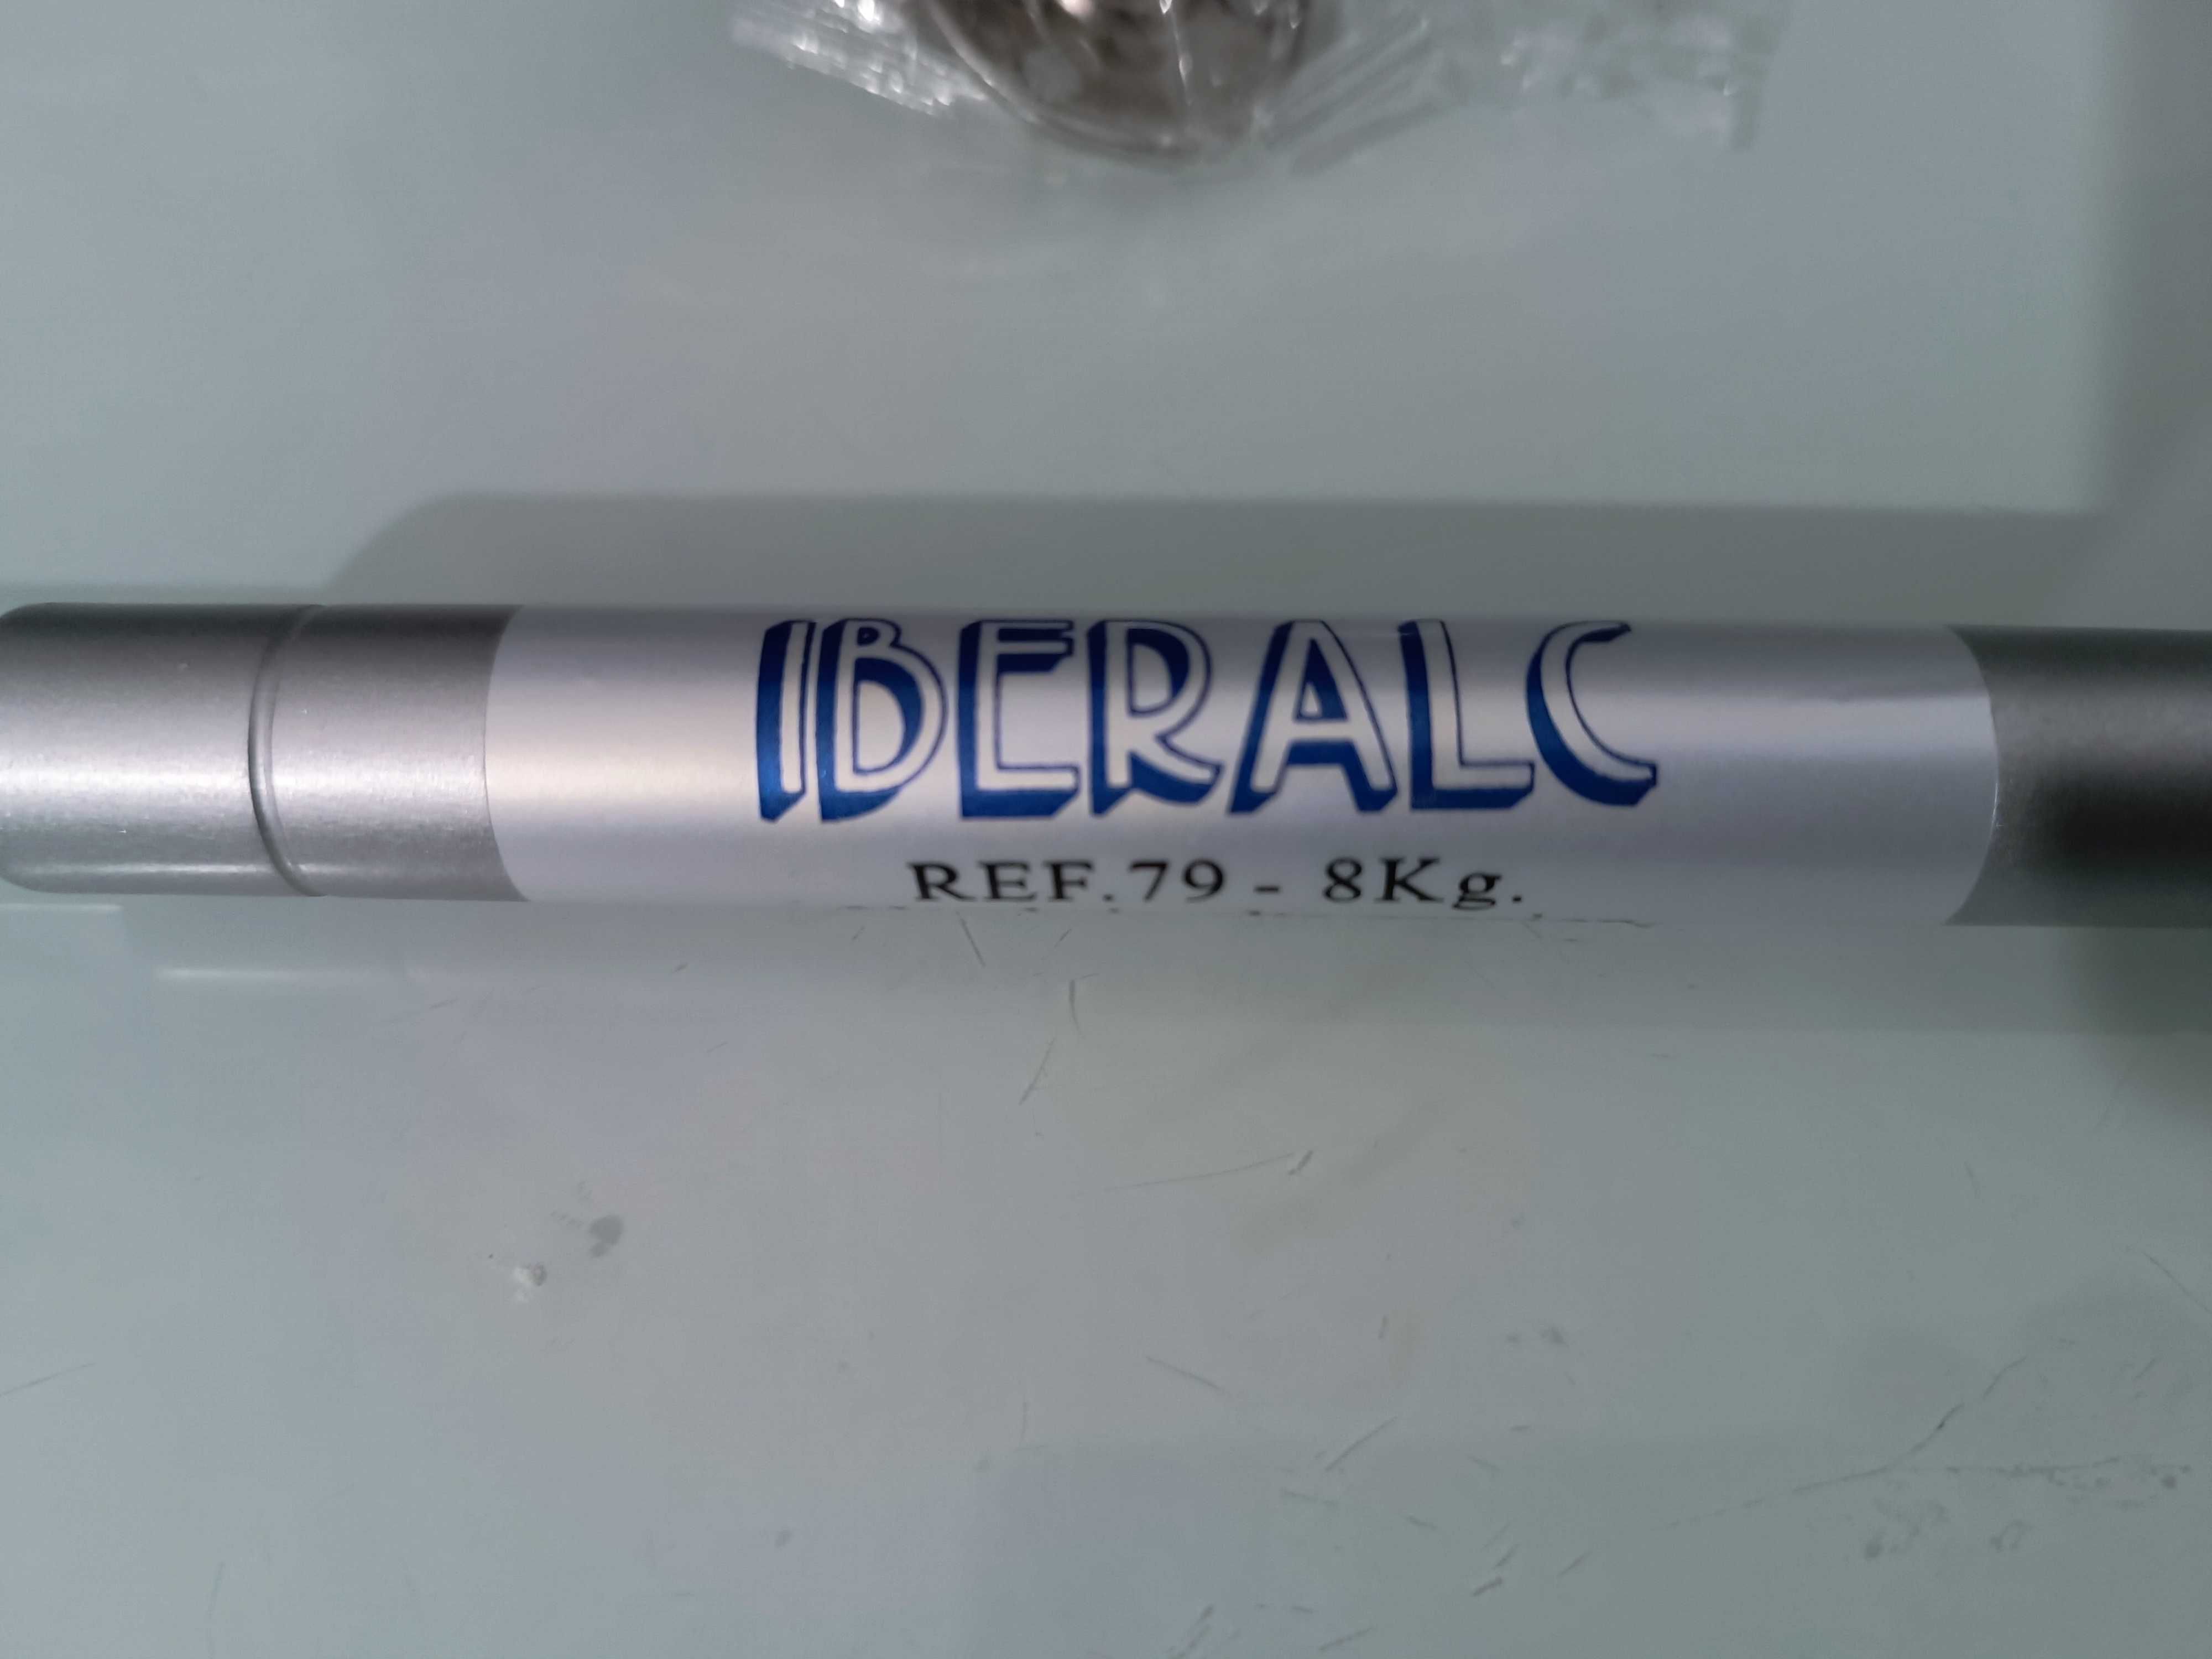 IBERALC
REF.79 - 8Kg.